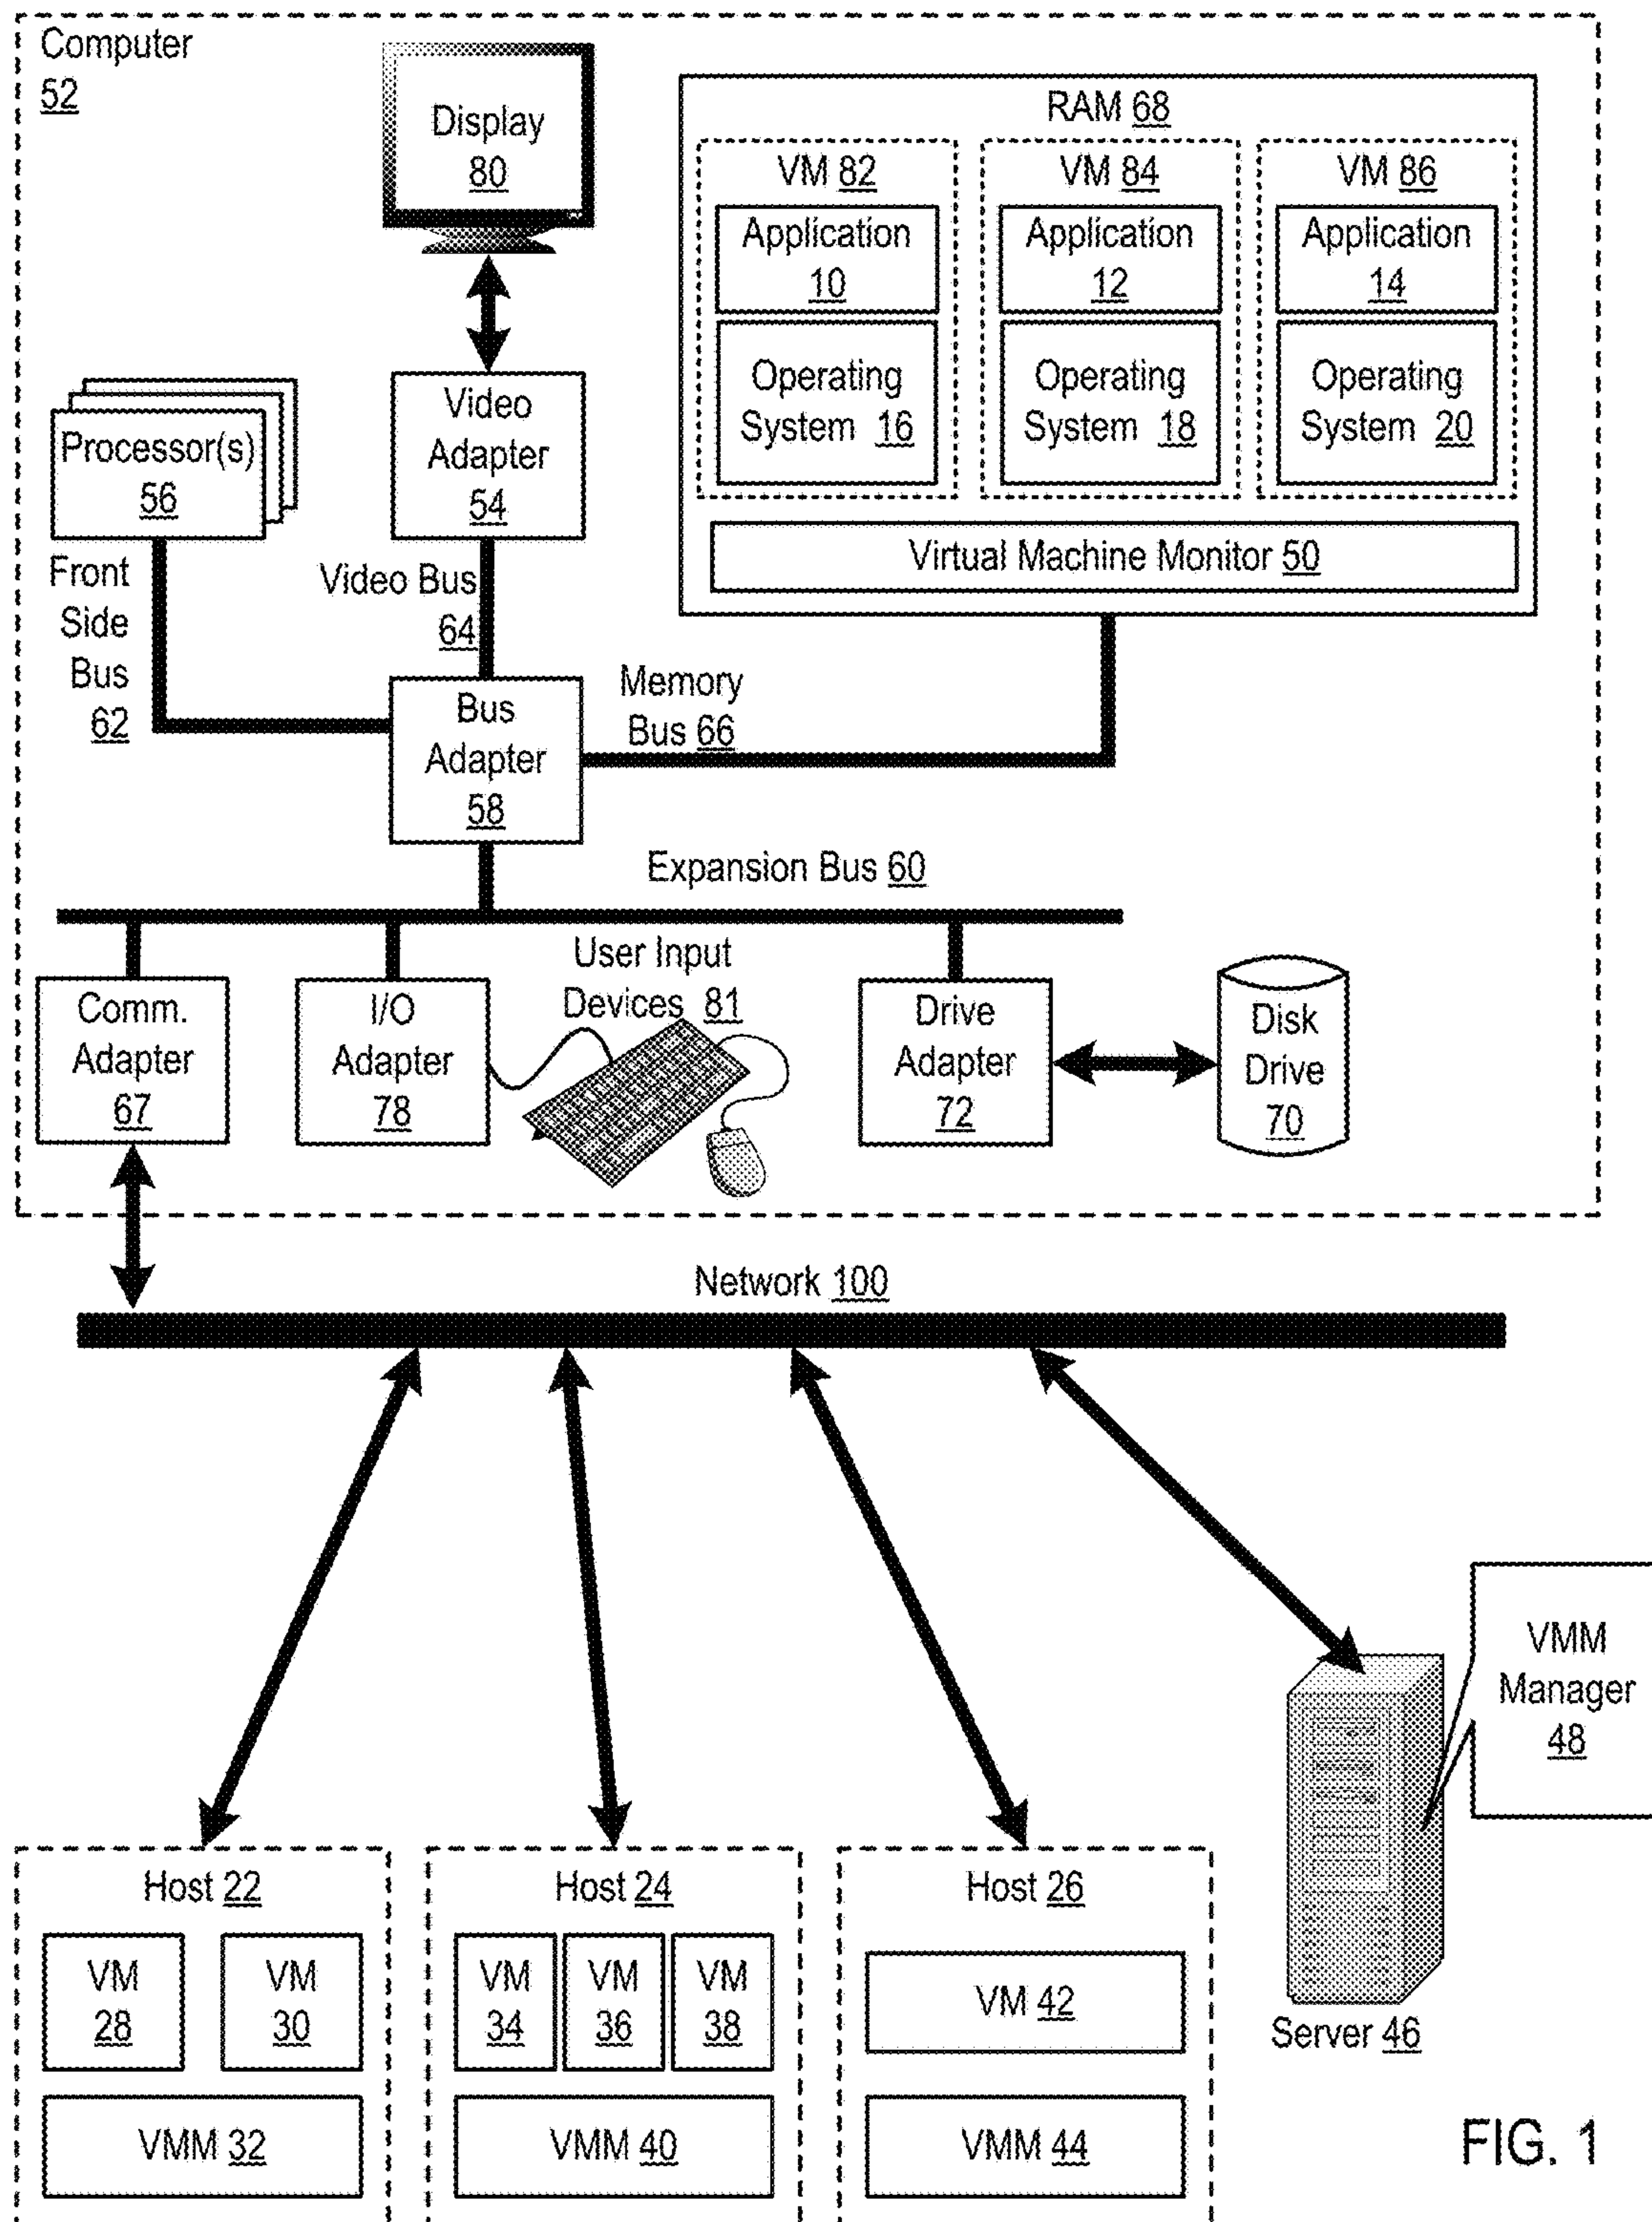 Computer
52
Display
80
RAM 68
VM 82
VM 84
VM 86
Application
10
Application
12
Application
14
Operating
System 16
Operating
System 18
Operating
System 20
Virtual Machine Monitor 50
Processor(s)
56
Video
Adapter
54
Front
Side
Bus
62
Video Bus
64
Bus
Adapter
58
Memory
Bus 66
Expansion Bus 60
Comm.
Adapter
67
I/O
Adapter
78
User Input
Devices 81
Drive
Adapter
72
Disk
Drive
70
Network 100
VMM
Manager
48
Server 46
Host 22
VM
28
VM
30
VMM 32
Host 24
VM
34
VM
36
VM
38
VMM 40
Host 26
VM 42
VMM 44
FIG. 1